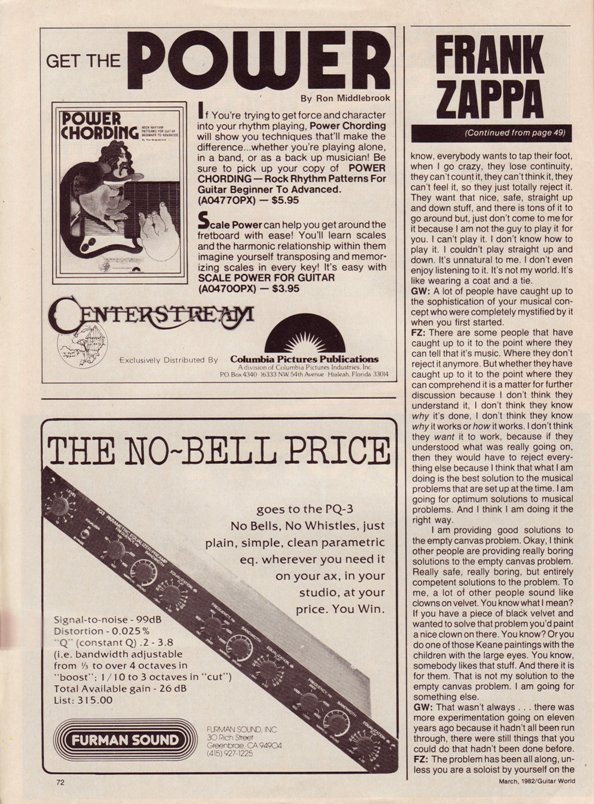 GET THE POWER
By Ron Middlebrook
POWER
CHORDING
If You're trying to get force and character
into your rhythm playing, Power Chording
will show you techniques that'll make the
difference...whether you're playing alone,
in a band, or as a back up musician! Be
sure to pick up your copy of POWER
CHORDING — Rock Rhythm Patterns For
Guitar Beginner To Advanced.
(A0477OPX) — $5.95
Scale Power can help you get around the
fretboard with ease! You'll learn scales
and the harmonic relationship within them
imagine yourself transposing and memor-
izing scales in every key! It's easy with
SCALE POWER FOR GUITAR
(A0470OPX) — $3.95
CENTERSTREAM
Exclusively Distributed By
Columbia Pictures Publications
A division of Columbia Pictures Industries, Inc.
P.O. Box 4340 16333 NW 54th Avenue Hialeah, Florida 33014
THE NO~BELL PRICE
goes to the PQ-3
No Bells, No Whistles, just
plain, simple, clean parametric
eq. wherever you need it
on your ax, in your
studio, at your
price. You Win.
Signal-to-noise - 99dB
Distortion - 0.025%
"Q" (constant Q) .2 - 3.8
(i.e. bandwidth adjustable
from ⅓ to over 4 octaves in
"boost"; 1/10 to 3 octaves in "cut")
Total Available gain - 26 dB
List: 315.00
FURMAN SOUND
FURMAN SOUND, INC.
30 Rich Street
Greenbrae, CA 94904
(415) 927-1225
72
FRANK
ZAPPA
(Continued from page 49)
know, everybody wants to tap their foot,
when I go crazy, they lose continuity,
they can't count it, they can't think it, they
can't feel it, so they just totally reject it.
They want that nice, safe, straight up
and down stuff, and there is tons of it to
go around but, just don't come to me for
it because I am not the guy to play it for
you. I can't play it. I don't know how to
play it. I couldn't play straight up and
down. It's unnatural to me. I don't even
enjoy listening to it. It's not my world. It's
like wearing a coat and a tie.
GW: A lot of people have caught up to
the sophistication of your musical con-
cept who were completely mystified by it
when you first started.
FZ: There are some people that have
caught up to it to the point where they
can tell that it's music. Where they don't
reject it anymore. But whether they have
caught up to it to the point where they
can comprehend it is a matter for further
discussion because I don't think they
understand it, I don't think they know
why it's done, I don't think they know
why it works or how it works. I don't think
they want it to work, because if they
understood what was really going on,
then they would have to reject every-
thing else because I think that what I am
doing is the best solution to the musical
problems that are set up at the time. I am
going for optimum solutions to musical
problems. And I think I am doing it the
right way.
I am providing good solutions to
the empty canvas problem. Okay, I think
other people are providing really boring
solutions to the empty canvas problem.
Really safe, really boring, but entirely
competent solutions to the problem. To
me, a lot of other people sound like
clowns on velvet. You know what I mean?
If you have a piece of black velvet and
wanted to solve that problem you'd paint
a nice clown on there. You know? Or you
do one of those Keane paintings with the
children with the large eyes. You know,
somebody likes that stuff. And there it is
for them. That is not my solution to the
empty canvas problem. I am going for
something else.
GW: That wasn't always . . . there was
more experimentation going on eleven
years ago because it hadn't all been run
through, there were still things that you
could do that hadn't been done before.
FZ: The problem has been all along, un-
less you are a soloist by yourself on the
March, 1982/Guitar World